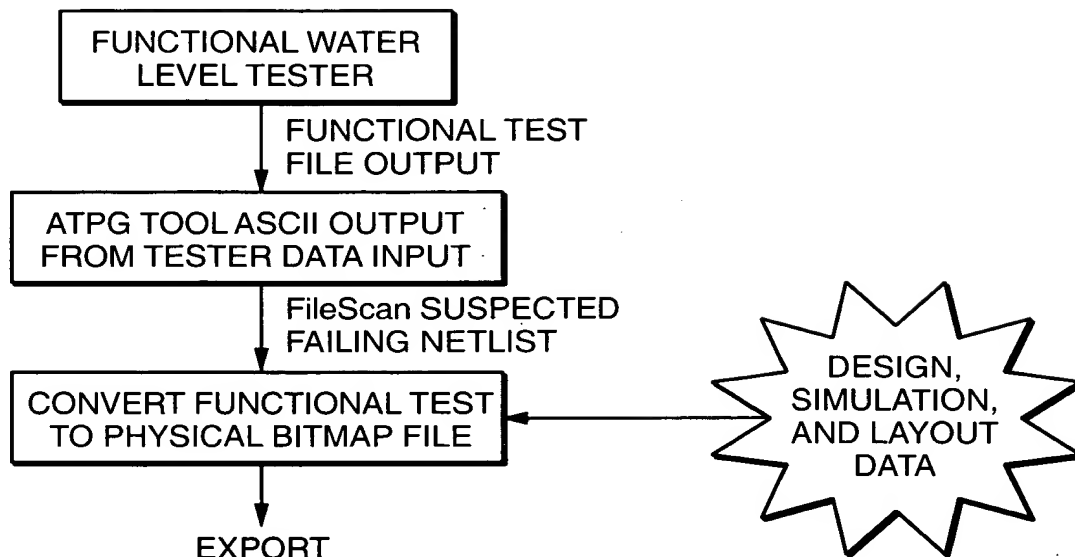 FUNCTIONAL WATER
LEVEL TESTER
FUNCTIONAL TEST
FILE OUTPUT
ATPG TOOL ASCII OUTPUT
FROM TESTER DATA INPUT
FileScan SUSPECTED
FAILING NETLIST
CONVERT FUNCTIONAL TEST
TO PHYSICAL BITMAP FILE
DESIGN,
SIMULATION,
AND LAYOUT
DATA
EXPORT